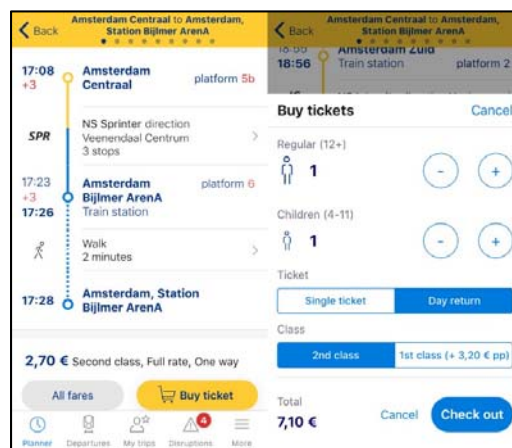 Amsterdam Centraal to Amsterdam,
Back
Station Bijlmer ArenA
17:08
+3
Amsterdam
Centraal
platform 5b
SPR
NS Sprinter direction
Veenendaal Centrum
3 stops
17:23
+3
17:26
Amsterdam
Bijlmer ArenA
Train station
platform 6
Walk
2 minutes
17:28
Amsterdam, Station
Bijlmer ArenA
2,70 € Second class, Full rate, One way
All fares
Buy ticket
4
Planner
Departures
My trips
Disruptions
More
Amsterdam Centraal to Amsterdam,
Back
Station Bijlmer ArenA
18:55
Amsterdam Zuid
18:56
Train station
platform 2
Buy tickets
Cancel
Regular (12+)
1
-
+
Children (4-11)
1
-
+
Ticket
Single ticket
Day return
Class
2nd class
1st class (+ 3,20 € pp)
Total
7,10 €
Cancel
Check out